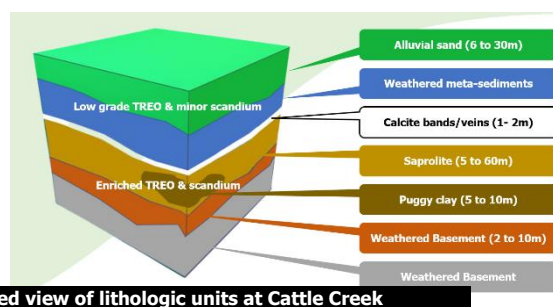 Alluvial sand (6 to 30m)
Weathered meta-sediments
Low grade TREO & minor scandium
Calcite bands/veins (1- 2m)
Saprolite (5 to 60m)
Enriched TREO & scandium
Puggy clay (5 to 10m)
Weathered Basement (2 to 10m)
Weathered Basement
view of lithologic units at Cattle Creek